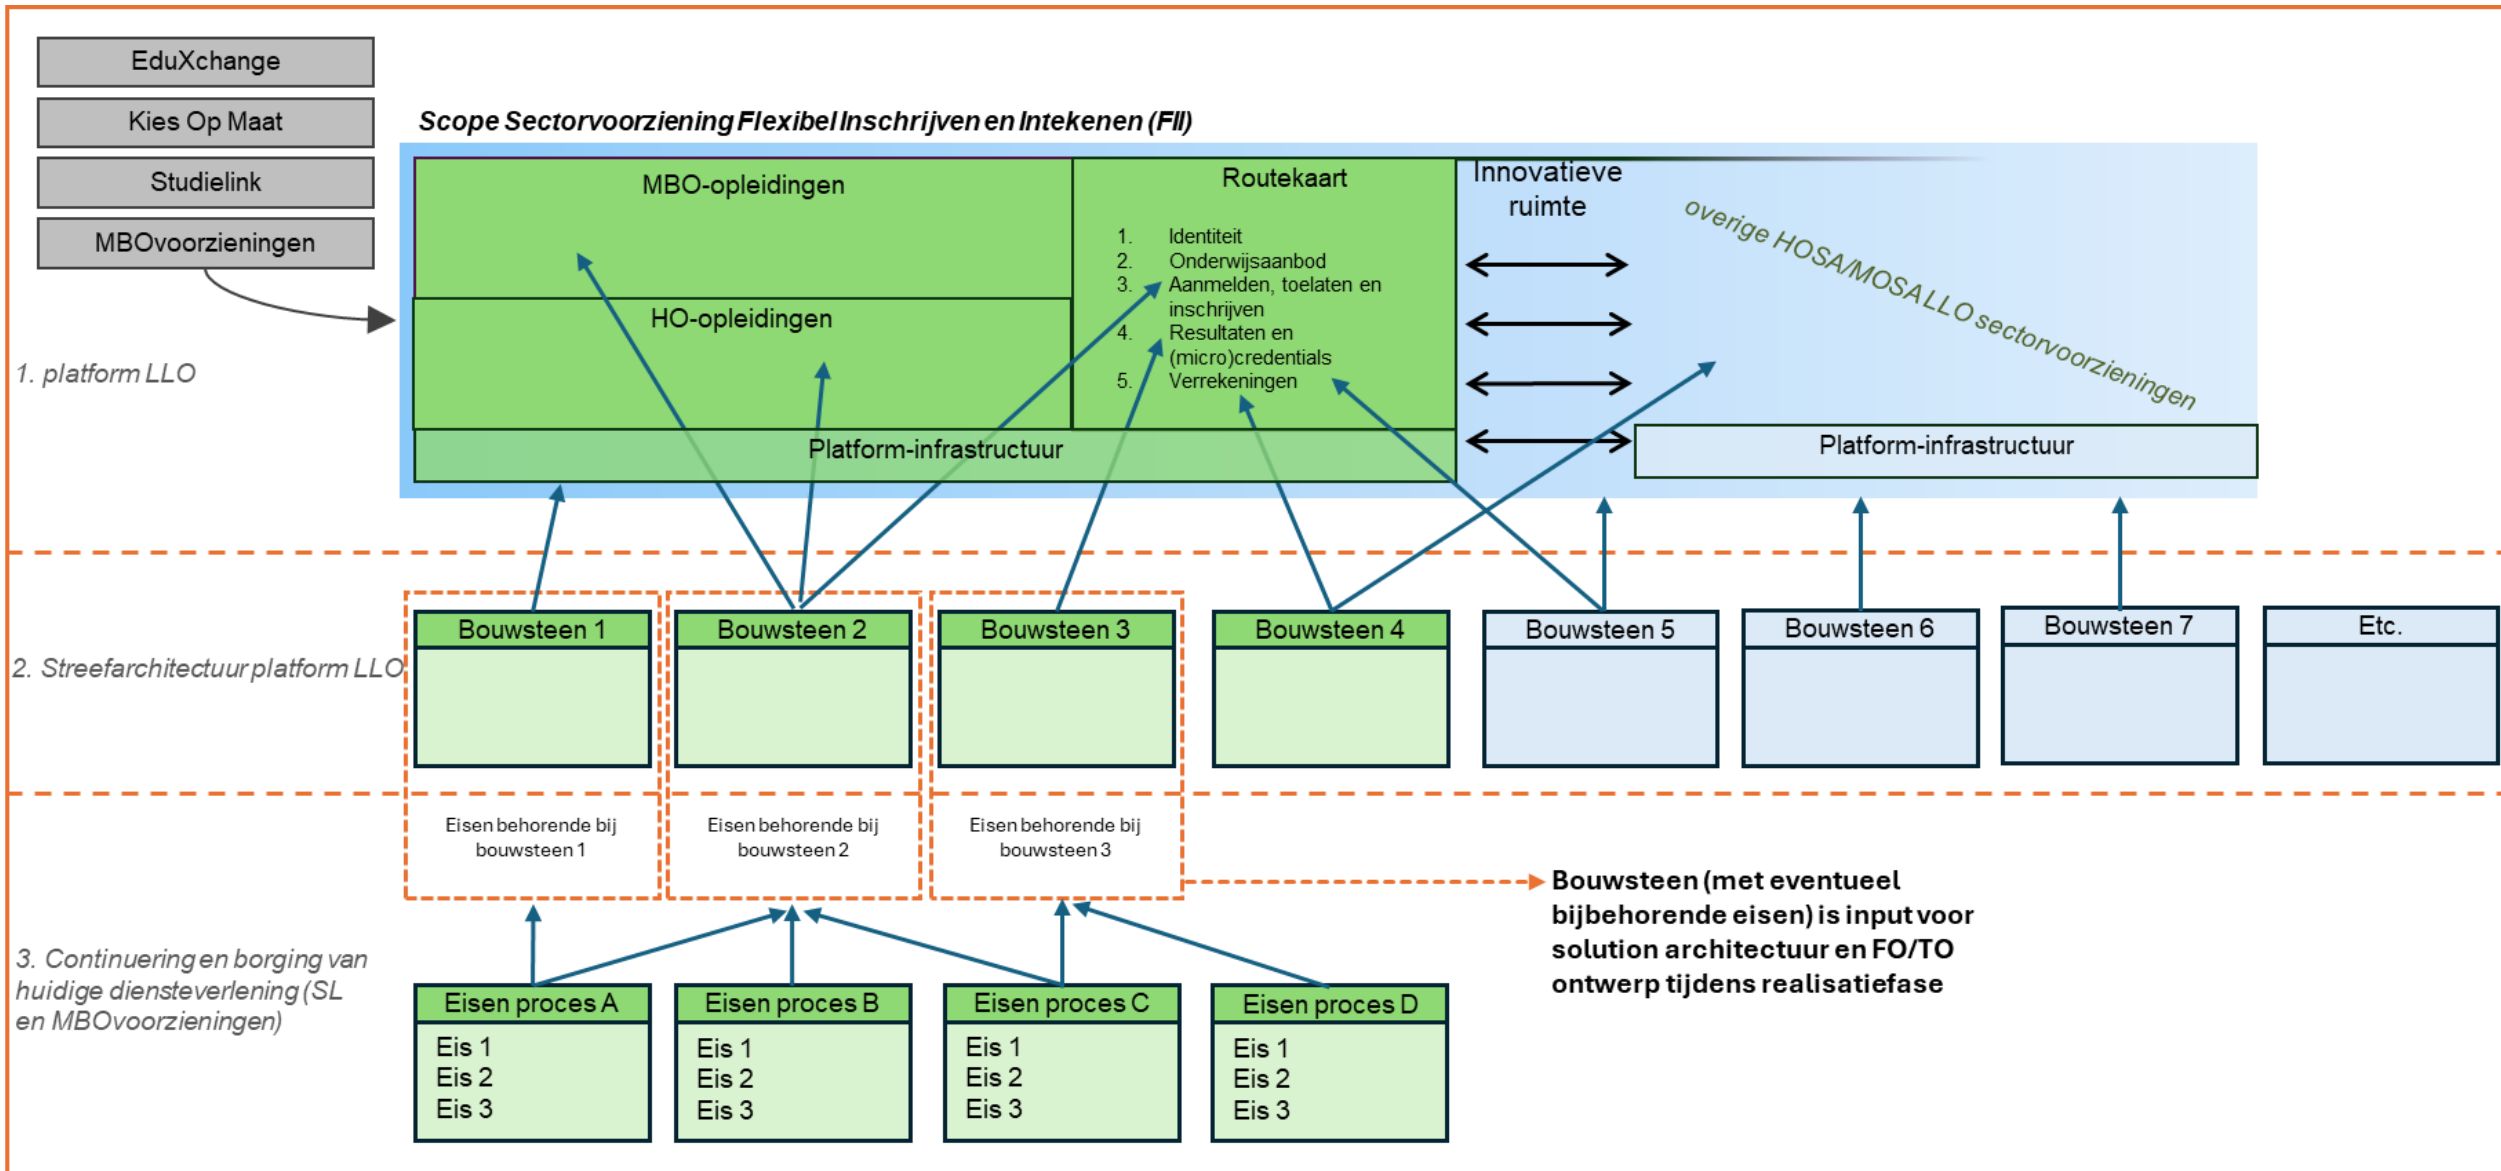 EduXchange
Kies Op Maat
Studielink
MBOvoorzieningen
Scope Sectorvoorziening Flexibel Inschrijven en Intekenen (FII)
MBO-opleidingen
HO-opleidingen
Routekaart
1. Identiteit
2. Onderwijsaanbod
3. Aanmelden, toelaten en
inschrijven
4. Resultaten en
(micro)credentials
5. Verrekeningen
Platform-infrastructuur
Innovatieve
ruimte
overige HOSA/MOSA LLO sectorvoorzieningen
Platform-infrastructuur
1. platform LLO
2. Streefarchitectuur platform LLO
Bouwsteen 1
Bouwsteen 2
Bouwsteen 3
Bouwsteen 4
Bouwsteen 5
Bouwsteen 6
Bouwsteen 7
Etc.
Eisen behorende bij
bouwsteen 1
Eisen behorende bij
bouwsteen 2
Eisen behorende bij
bouwsteen 3
Bouwsteen (met eventueel
bijbehorende eisen) is input voor
solution architectuur en FO/TO
ontwerp tijdens realisatiefase
3. Continuering en borging van
huidige diensteverlening (SL
en MBOvoorzieningen)
Eisen proces A
Eis 1
Eis 2
Eis 3
Eisen proces B
Eis 1
Eis 2
Eis 3
Eisen proces C
Eis 1
Eis 2
Eis 3
Eisen proces D
Eis 1
Eis 2
Eis 3